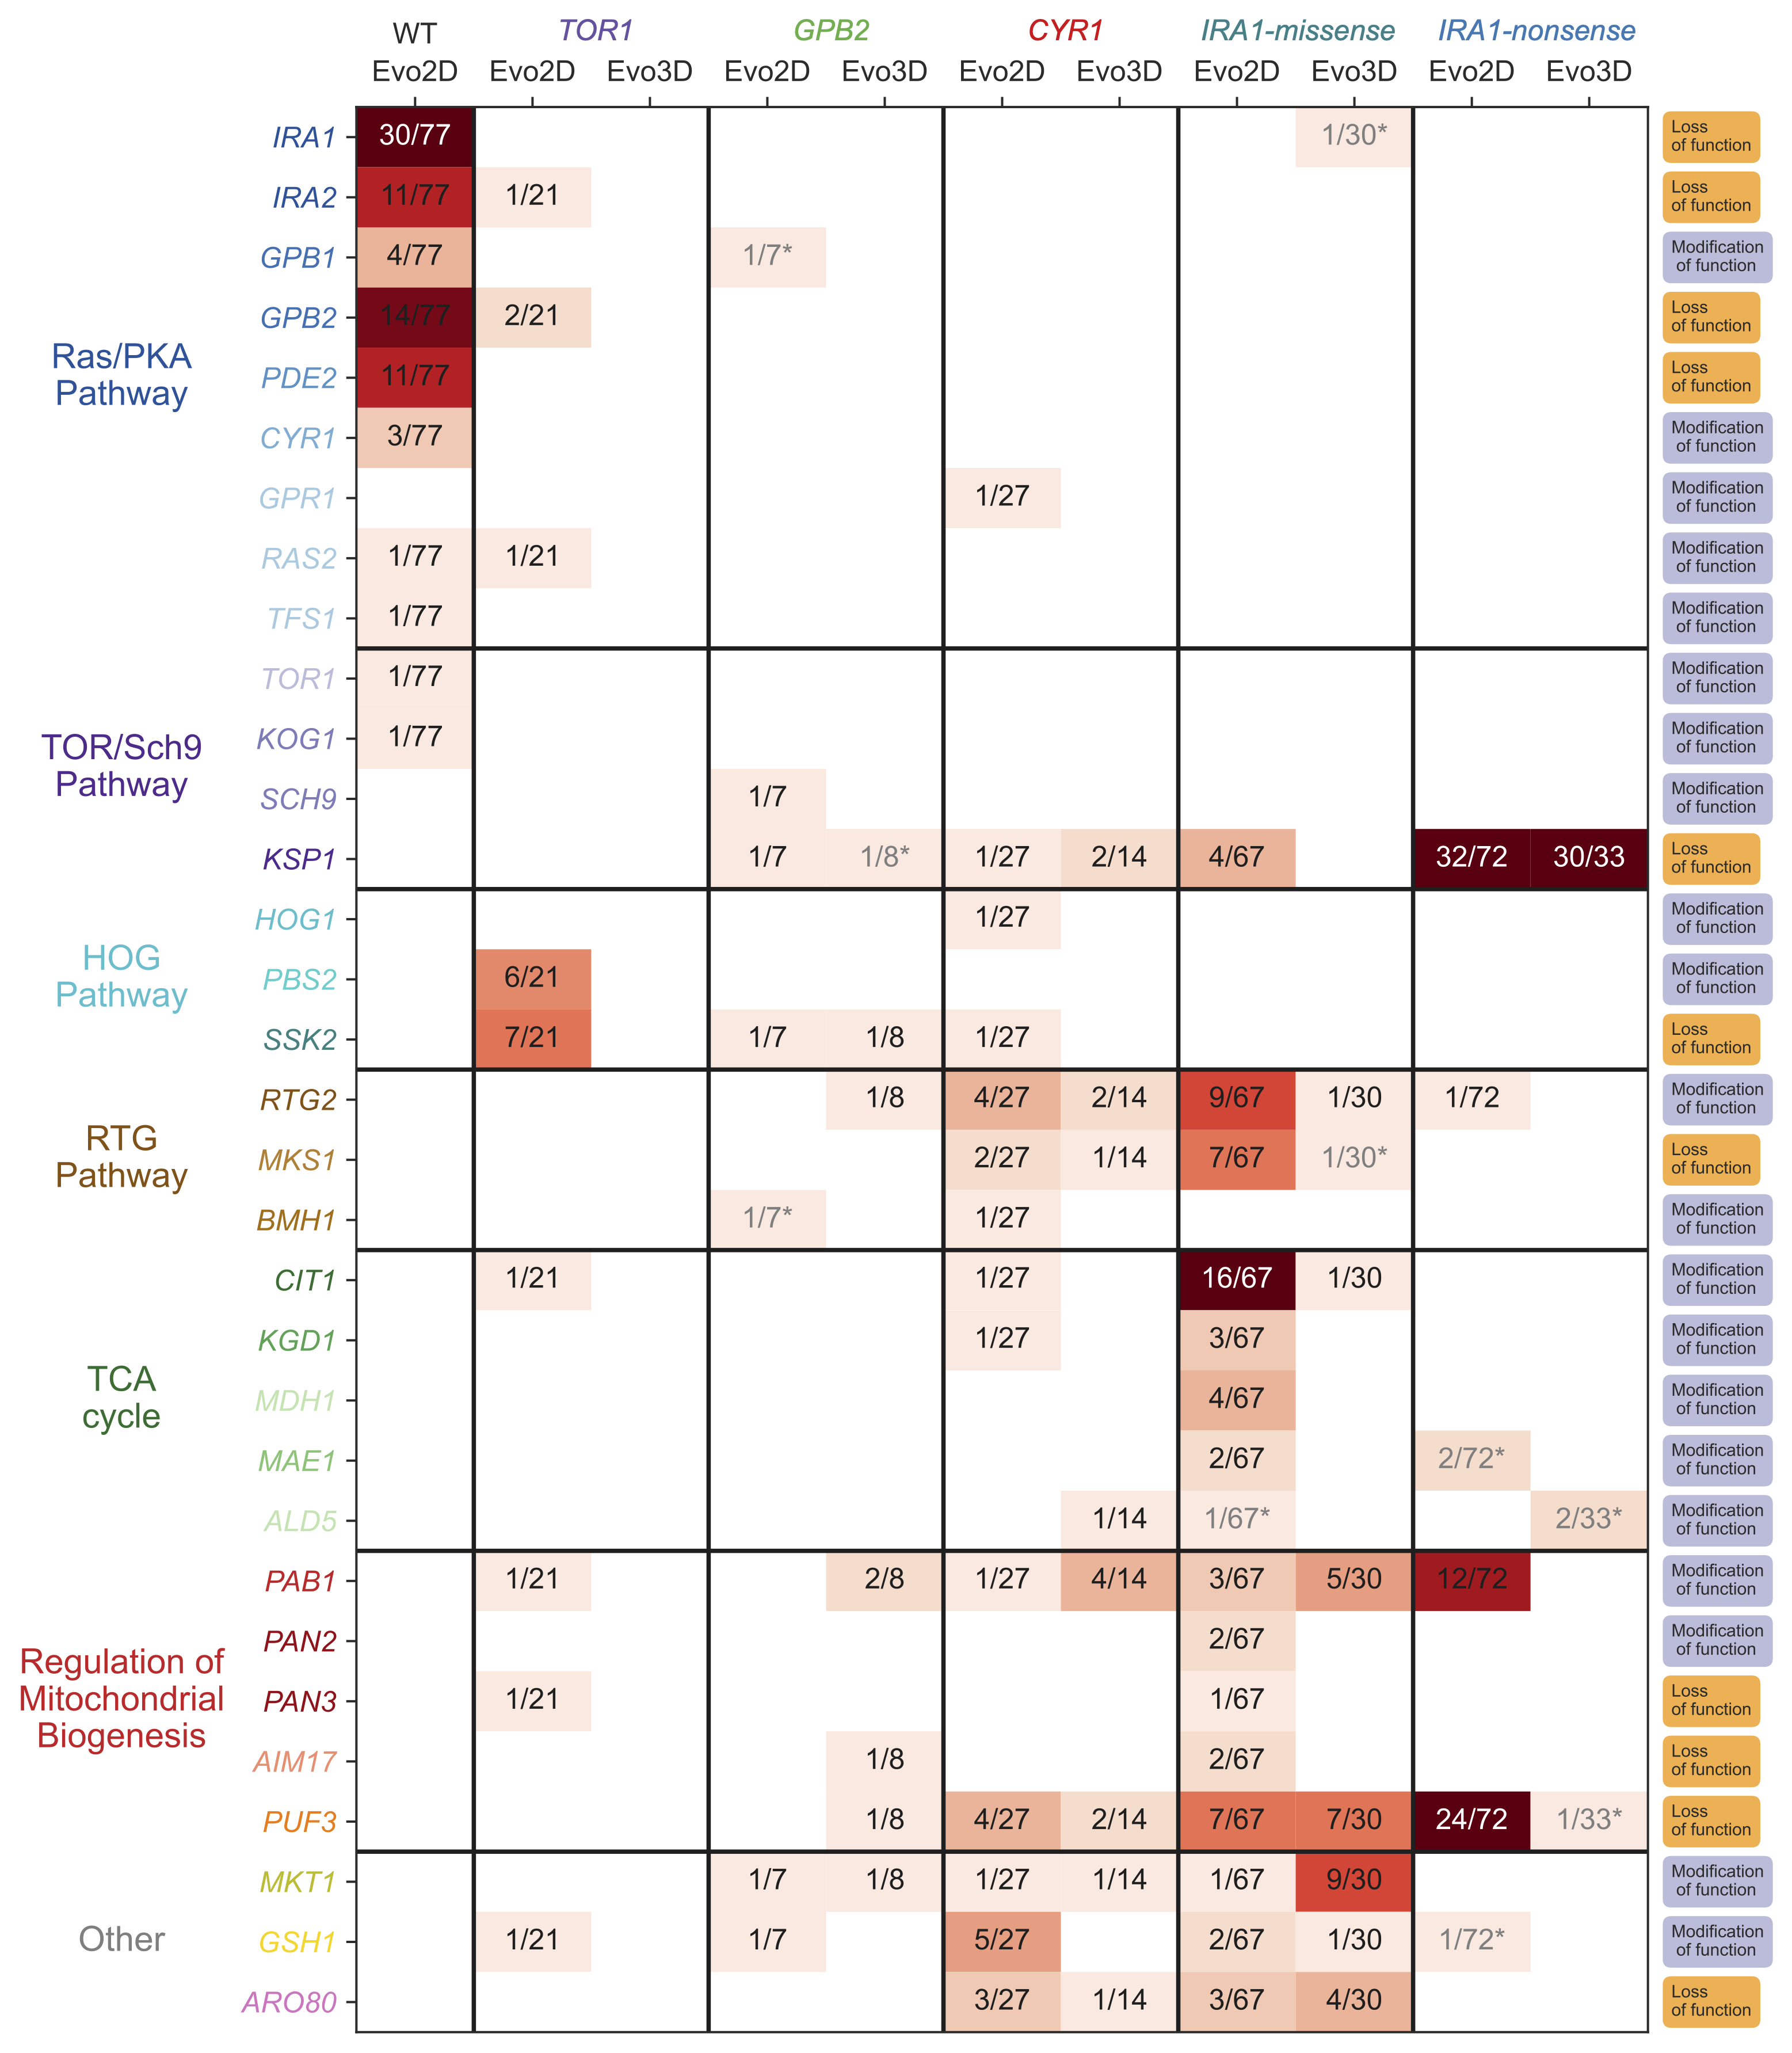 WT TOR1 GPB2 CYR1 IRA1-missense IRA1-nonsense
Evo2D Evo2D Evo3D Evo2D Evo3D Evo2D Evo3D Evo2D Evo3D Evo2D Evo3D
Ras/PKA
Pathway
IRA1 30/77 1/30* Loss of function
IRA2 11/77 1/21 Loss of function
GPB1 4/77 1/7* Modification of function
GPB2 14/77 2/21 Loss of function
PDE2 11/77 Loss of function
CYR1 3/77 Modification of function
GPR1 1/27 Modification of function
RAS2 1/77 1/21 Modification of function
TFS1 1/77 Modification of function
TOR/Sch9
Pathway
TOR1 1/77 Modification of function
KOG1 1/77 Modification of function
SCH9 1/7 Modification of function
KSP1 1/7 1/8* 1/27 2/14 4/67 32/72 30/33 Loss of function
HOG
Pathway
HOG1 1/27 Modification of function
PBS2 6/21 Modification of function
SSK2 7/21 1/7 1/8 1/27 Loss of function
RTG
Pathway
RTG2 1/8 4/27 2/14 9/67 1/30 1/72 Modification of function
MKS1 2/27 1/14 7/67 1/30* Loss of function
BMH1 1/7* 1/27 Modification of function
TCA
cycle
CIT1 1/21 1/27 16/67 1/30 Modification of function
KGD1 1/27 3/67 Modification of function
MDH1 4/67 Modification of function
MAE1 2/67 2/72* Modification of function
ALD5 1/14 1/67* 2/33* Modification of function
Regulation of
Mitochondrial
Biogenesis
PAB1 1/21 2/8 1/27 4/14 3/67 5/30 12/72 Modification of function
PAN2 2/67 Modification of function
PAN3 1/21 1/67 Loss of function
AIM17 1/8 2/67 Loss of function
PUF3 1/8 4/27 2/14 7/67 7/30 24/72 1/33* Loss of function
Other
MKT1 1/7 1/8 1/27 1/14 1/67 9/30 Modification of function
GSH1 1/21 1/7 5/27 2/67 1/30 1/72* Modification of function
ARO80 3/27 1/14 3/67 4/30 Loss of function